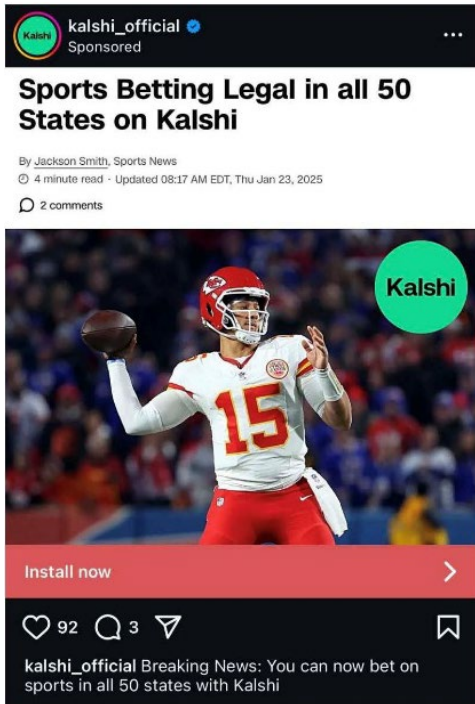 Kalshi
kalshi_official
Sponsored
Sports Betting Legal in all 50
States on Kalshi
By Jackson Smith, Sports News
4 minute read · Updated 08:17 AM EDT, Thu Jan 23, 2025
2 comments
Kalshi
15
Install now
92
3
kalshi_official Breaking News: You can now bet on
sports in all 50 states with Kalshi